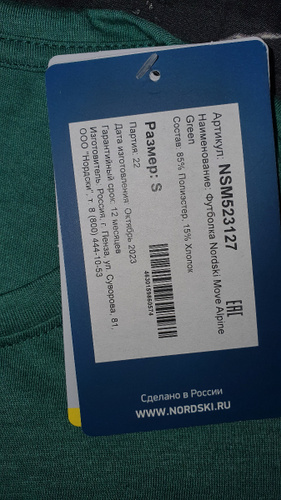 Артикул: NSM523127
Наименование: Футболка Nordski Move Alpine
Green
Состав: 85% Полиэстер, 15% Хлопок
Размер: S
Партия: 22
Дата изготовления: Октябрь 2023
Гарантийный срок: 12 месяцев
Изготовитель: Россия, г. Пенза, ул. Суворова, 81,
ООО "Нордски", т. 8 (800) 444-10-53
4630159860574
EAC
Сделано в России
WWW.NORDSKI.RU